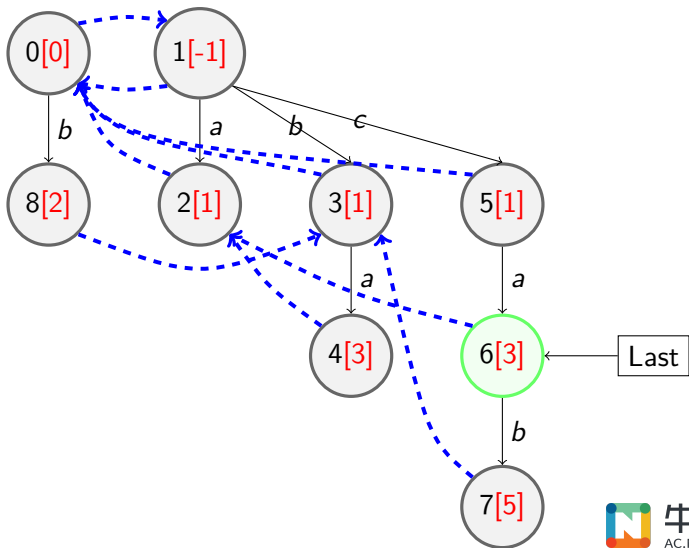 0[0] 1[-1]
b a b c
8[2] 2[1] 3[1] 5[1]
a a
4[3] 6[3] Last
b
7[5]
牛